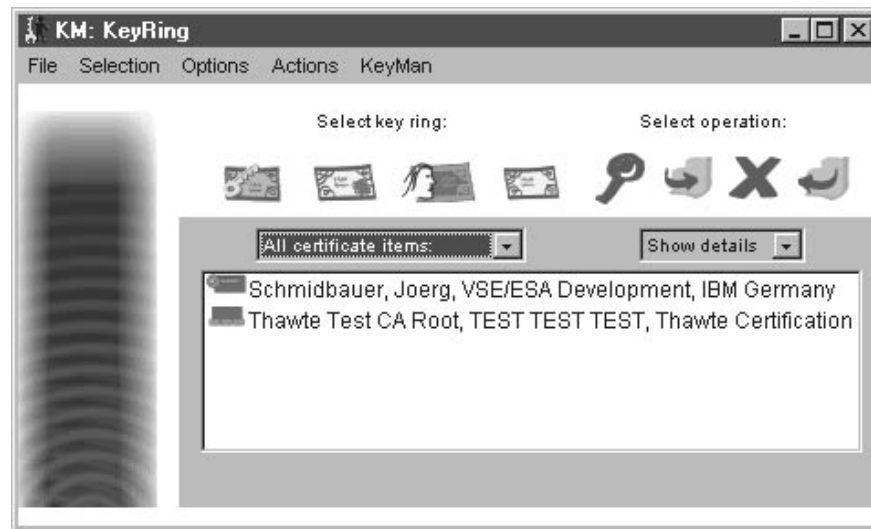 KM: KeyRing
File Selection Options Actions KeyMan
Select key ring: Select operation:
All certificate items: Show details
Schmidbauer, Joerg, VSE/ESA Development, IBM Germany
Thawte Test CA Root, TEST TEST TEST, Thawte Certification